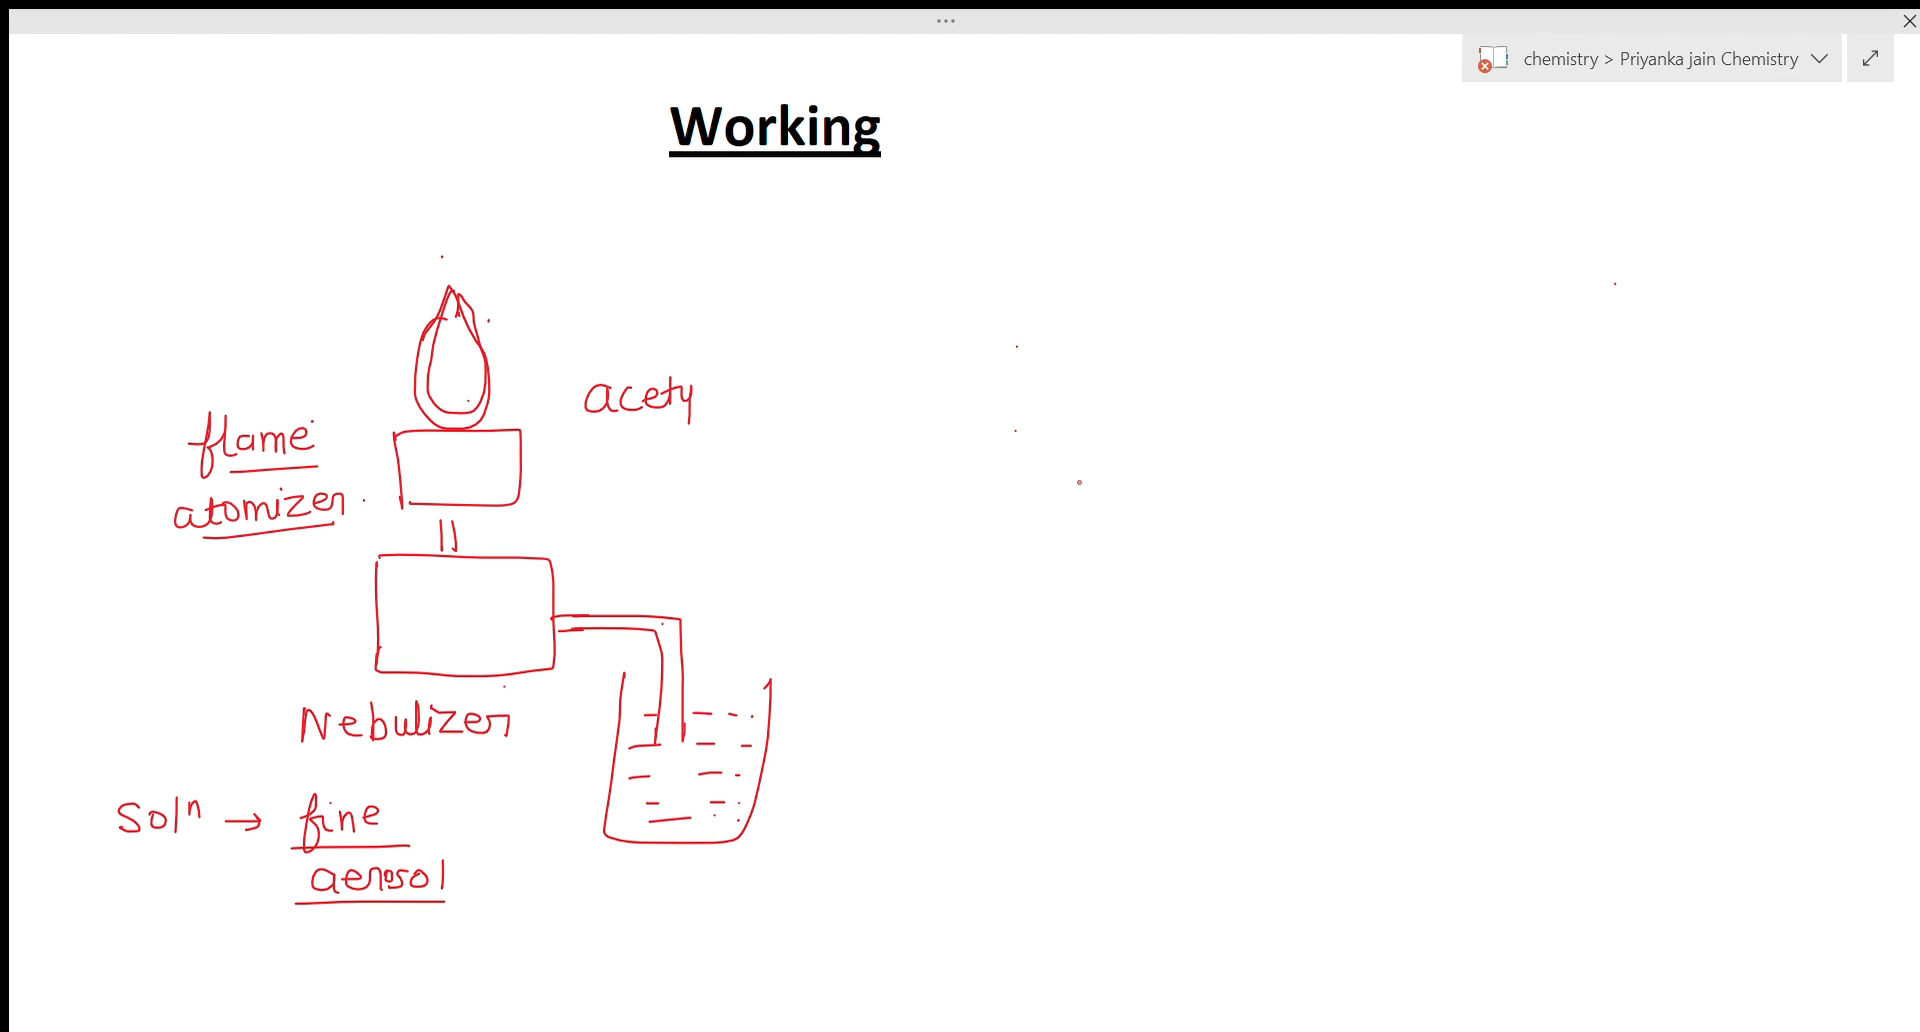 chemistry > Priyanka jain Chemistry
Working
acety
flame
atomizer
Nebulizer
Solⁿ → fine
aerosol